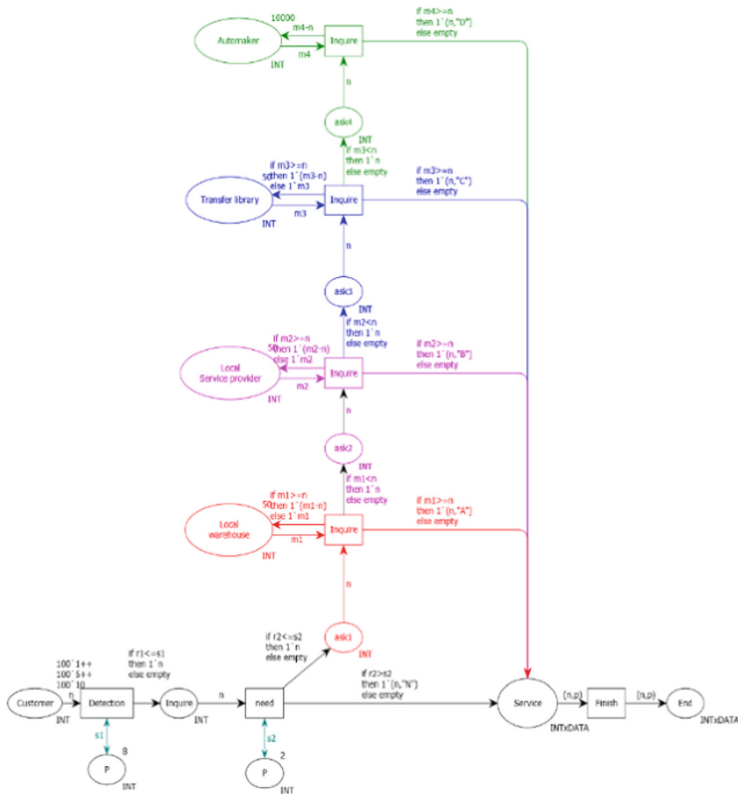 10000
m4-n
if m4>=n
then 1`(n,"D")
else empty
Automaker
Inquire
m4
INT
n
ask4
INT
if m3<n
then 1`n
else empty
if m3>=n
then 1`(m3-n)
else 1`m3
if m3>=n
then 1`(n,"C")
else empty
Transfer library
Inquire
m3
INT
n
ask3
INT
if m2<n
then 1`n
else empty
if m2>=n
50
then 1`(m2-n)
else 1`m2
if m2>=n
then 1`(n,"B")
else empty
Local
Service provider
Inquire
m2
INT
n
ask2
INT
if m1<n
then 1`n
else empty
if m1>=n
50
then 1`(m1-n)
else 1`m1
if m1>=n
then 1`(n,"A")
else empty
Local
warehouse
Inquire
m1
INT
n
ask1
INT
if r2<=s2
then 1`n
else empty
if r1<=s1
then 1`n
else empty
100`1++
100`5++
100`10
if r2>s2
then 1`(n,"N")
else empty
Customer
n
Detection
Inquire
n
need
Service
(n,p)
Finish
(n,p)
End
INT
INT
INTxDATA
INTxDATA
s1
s2
8
2
P
P
INT
INT